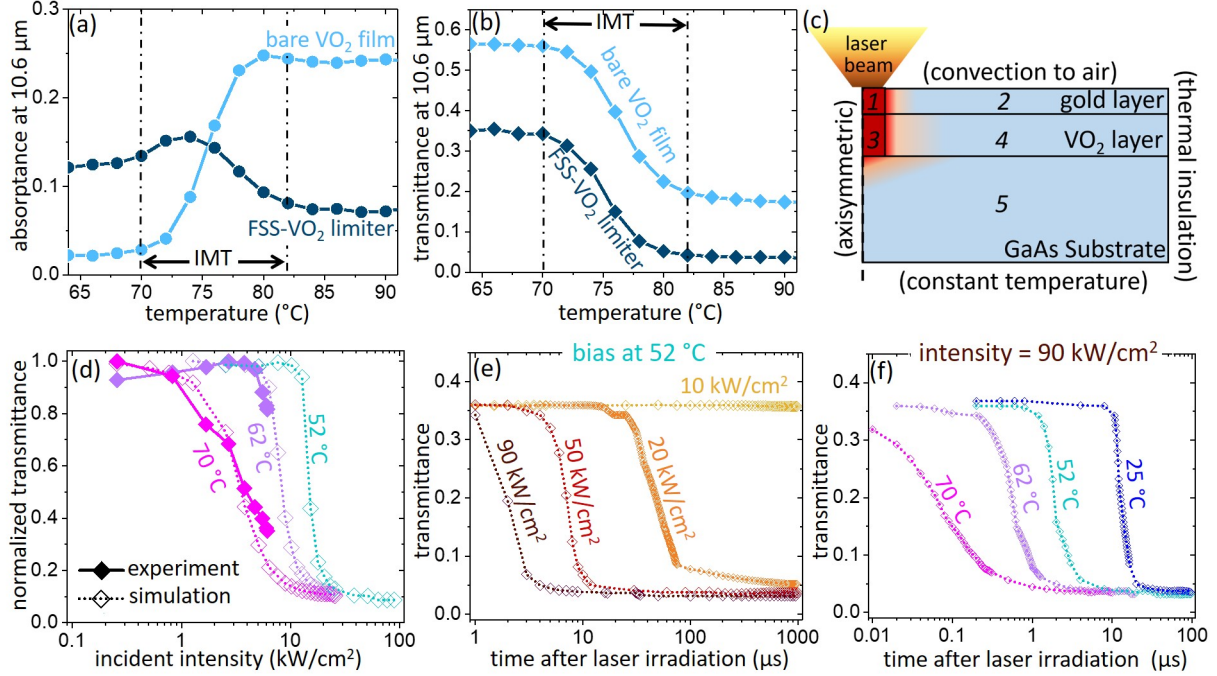 (a)
bare VO₂ film
FSS-VO₂ limiter
IMT
absorptance at 10.6 µm
0.3
0.2
0.1
0.0
65 70 75 80 85 90
temperature (°C)
(b)
IMT
bare VO₂ film
FSS-VO₂ limiter
transmittance at 10.6 µm
0.6
0.5
0.4
0.3
0.2
0.1
0.0
65 70 75 80 85 90
temperature (°C)
(c)
laser
beam
(convection to air)
1 2 gold layer
3 4 VO₂ layer
5
GaAs Substrate
(axisymmetric)
(thermal insulation)
(constant temperature)
(d)
70 °C
62 °C
52 °C
experiment
simulation
normalized transmittance
1.0
0.8
0.6
0.4
0.2
0.0
0.1 1 10 100
incident intensity (kW/cm²)
bias at 52 °C
(e)
10 kW/cm²
90 kW/cm²
50 kW/cm²
20 kW/cm²
transmittance
0.4
0.3
0.2
0.1
0.0
1 10 100 1000
time after laser irradiation (µs)
intensity = 90 kW/cm²
(f)
70 °C
62 °C
52 °C
25 °C
transmittance
0.4
0.3
0.2
0.1
0.0
0.01 0.1 1 10 100
time after laser irradiation (µs)